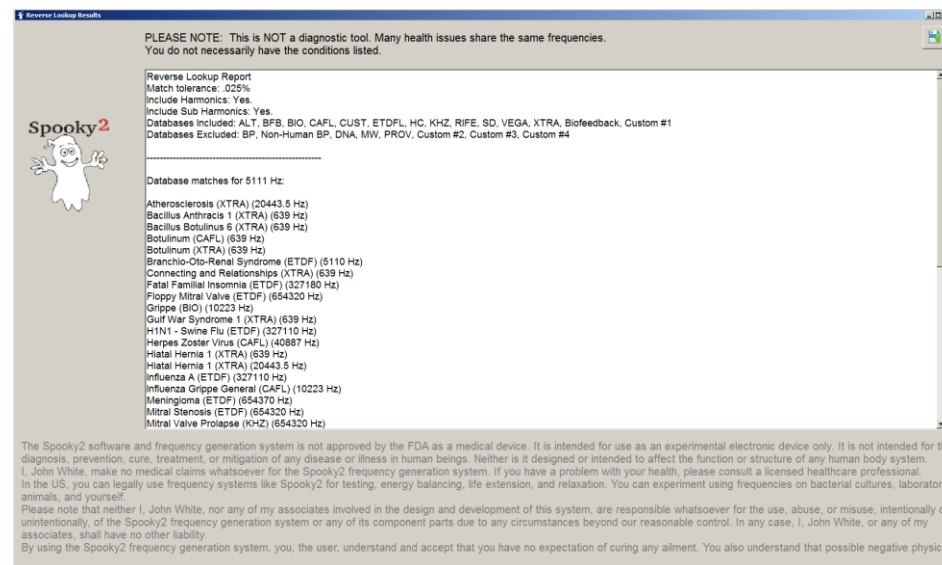 Reverse Lookup Results
PLEASE NOTE: This is NOT a diagnostic tool. Many health issues share the same frequencies.
You do not necessarily have the conditions listed.
Spooky2
Reverse Lookup Report
Match tolerance: .025%
Include Harmonics: Yes.
Include Sub Harmonics: Yes.
Databases Included: ALT, BFB, BIO, CAFL, CUST, ETDFL, HC, KHZ, RIFE, SD, VEGA, XTRA, Biofeedback, Custom #1
Databases Excluded: BP, Non-Human BP, DNA, MW, PROV, Custom #2, Custom #3, Custom #4
------------------------------------------------------
Database matches for 5111 Hz:
Atherosclerosis (XTRA) (20443.5 Hz)
Bacillus Anthracis 1 (XTRA) (639 Hz)
Bacillus Botulinus 6 (XTRA) (639 Hz)
Botulinum (CAFL) (639 Hz)
Botulinum (XTRA) (639 Hz)
Branchio-Oto-Renal Syndrome (ETDF) (5110 Hz)
Connecting and Relationships (XTRA) (639 Hz)
Fatal Familial Insomnia (ETDF) (327180 Hz)
Floppy Mitral Valve (ETDF) (654320 Hz)
Grippe (BIO) (10223 Hz)
Gulf War Syndrome 1 (XTRA) (639 Hz)
H1N1 - Swine Flu (ETDF) (327110 Hz)
Herpes Zoster Virus (CAFL) (40887 Hz)
Hiatal Hernia 1 (XTRA) (639 Hz)
Hiatal Hernia 1 (XTRA) (20443.5 Hz)
Influenza A (ETDF) (327110 Hz)
Influenza Grippe General (CAFL) (10223 Hz)
Meningioma (ETDF) (654370 Hz)
Mitral Stenosis (ETDF) (654320 Hz)
Mitral Valve Prolapse (KHZ) (654320 Hz)
The Spooky2 software and frequency generation system is not approved by the FDA as a medical device. It is intended for use as an experimental electronic device only. It is not intended for th
diagnosis, prevention, cure, treatment, or mitigation of any disease or illness in human beings. Neither is it designed or intended to affect the function or structure of any human body system.
I, John White, make no medical claims whatsoever for the Spooky2 frequency generation system. If you have a problem with your health, please consult a licensed healthcare professional.
In the US, you can legally use frequency systems like Spooky2 for testing, energy balancing, life extension, and relaxation. You can experiment using frequencies on bacterial cultures, laborator
animals, and yourself.
Please note that neither I, John White, nor any of my associates involved in the design and development of this system, are responsible whatsoever for the use, abuse, or misuse, intentionally o
unintentionally, of the Spooky2 frequency generation system or any of its component parts due to any circumstances beyond our reasonable control. In any case, I, John White, or any of my
associates, shall have no other liability.
By using the Spooky2 frequency generation system, you, the user, understand and accept that you have no expectation of curing any ailment. You also understand that possible negative physic